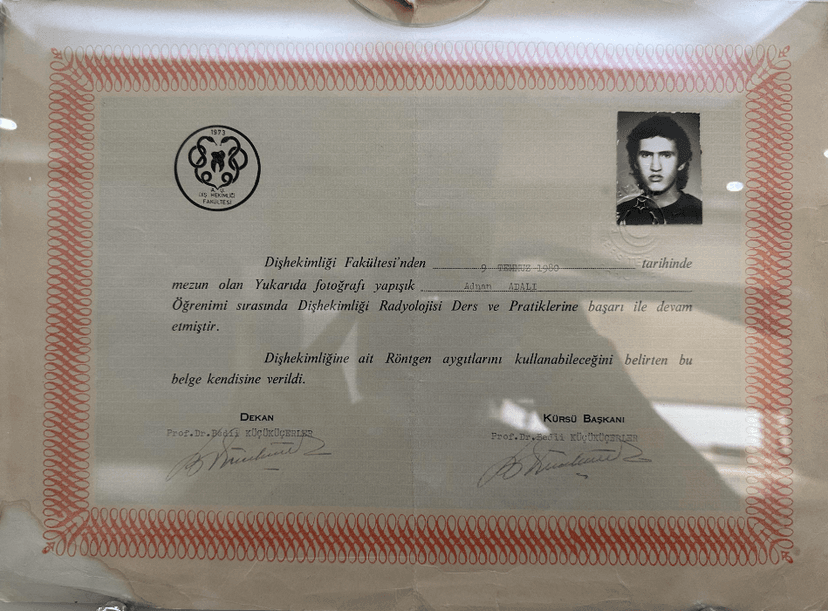 1973
A.Ü.
DİŞ HEKİMLİĞİ
FAKÜLTESİ
Dişhekimliği Fakültesi'nden 9 TEMMUZ 1980 tarihinde
mezun olan Yukarıda fotoğrafı yapışık Adnan ADALI
Öğrenimi sırasında Dişhekimliği Radyolojisi Ders ve Pratiklerine başarı ile devam
etmiştir.
Dişhekimliğine ait Röntgen aygıtlarını kullanabileceğini belirten bu
belge kendisine verildi.
DEKAN
KÜRSÜ BAŞKANI
Prof.Dr.Bedii KÜÇÜKÜÇERLER
Prof.Dr.Bedii KÜÇÜKÜÇERLER